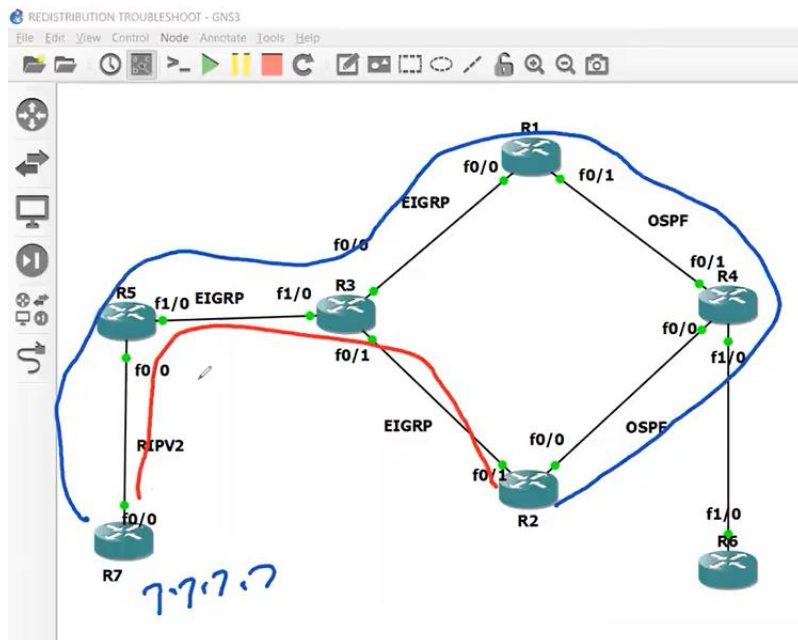 REDISTRIBUTION TROUBLESHOOT - GNS3
File Edit View Control Node Annotate Tools Help
R1
f0/0
f0/1
EIGRP
OSPF
f0/0
f0/1
R5
R3
R4
f1/0
EIGRP
f1/0
f0/0
f0/1
f1/0
f0/0
EIGRP
f0/0
OSPF
RIPV2
f0/1
R2
f0/0
f1/0
R6
R7
7.7.7.7